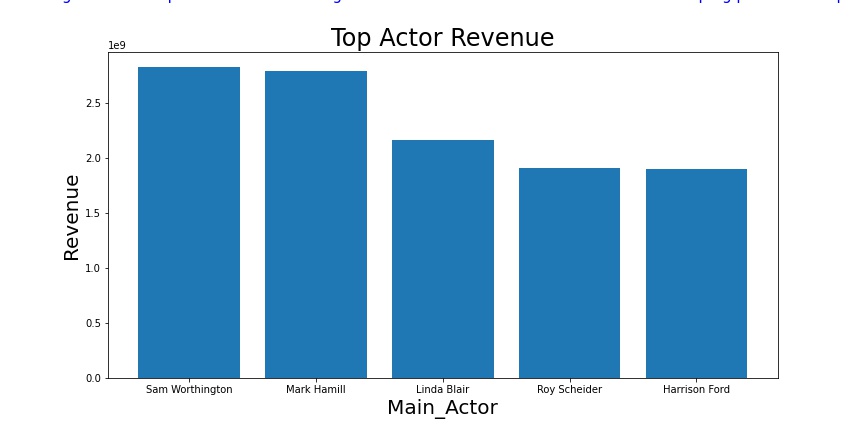 Top Actor Revenue
1e9
2.5
2.0
1.5
1.0
0.5
0.0
Revenue
Sam Worthington Mark Hamill Linda Blair Roy Scheider Harrison Ford
Main_Actor